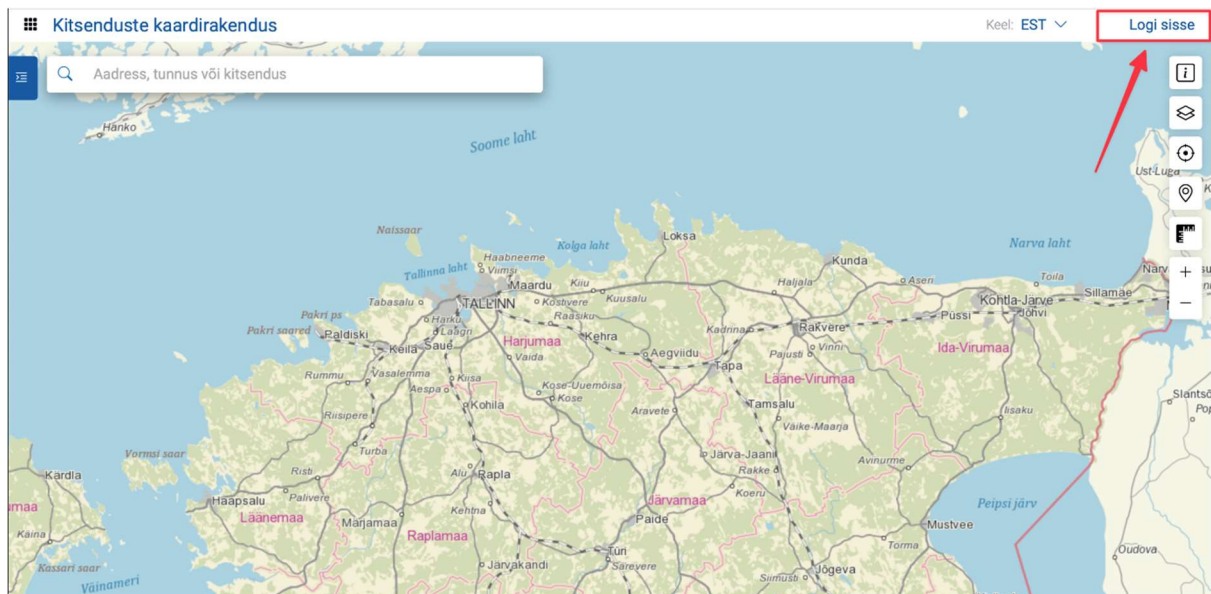 Kitsenduste kaardirakendus
Keel: EST
Logi sisse
Aadress, tunnus või kitsendus
Hanko
Soome laht
Ust-Luga
Naissaar
Loksa
Kolga laht
Narva laht
Haabneeme
Viimsi
Kunda
Tallinna laht
Maardu
Kiiu
Haljala
Aseri
Toila
Tabasalu
TALLINN
Kostivere
Kuusalu
Kohtla-Järve
Sillamäe
Pakri ps
Harku
Raasiku
Püssi
Jõhvi
Pakri saared
Paldiski
Laagri
Kehra
Kadrina
Rakvere
Keila
Saue
Harjumaa
Vaida
Aegviidu
Pajusti
Vinni
Ida-Virumaa
Rummu
Vasalemma
Kiisa
Tapa
Lääne-Virumaa
Aespa
Kose-Uuemõisa
Kose
Kohila
Aravete
Tamsalu
Iisaku
Riisipere
Väike-Maarja
Vormsi saar
Turba
Järva-Jaani
Avinurme
Kärdla
Risti
Alu
Rapla
Rakke
Haapsalu
Palivere
Kehtna
Järvamaa
Koeru
Peipsi järv
Läänemaa
Märjamaa
Paide
Mustvee
Käina
Raplamaa
Torma
Türi
Oudova
Kassari saar
Järvakandi
Särevere
Simusti
Jõgeva
Väinameri